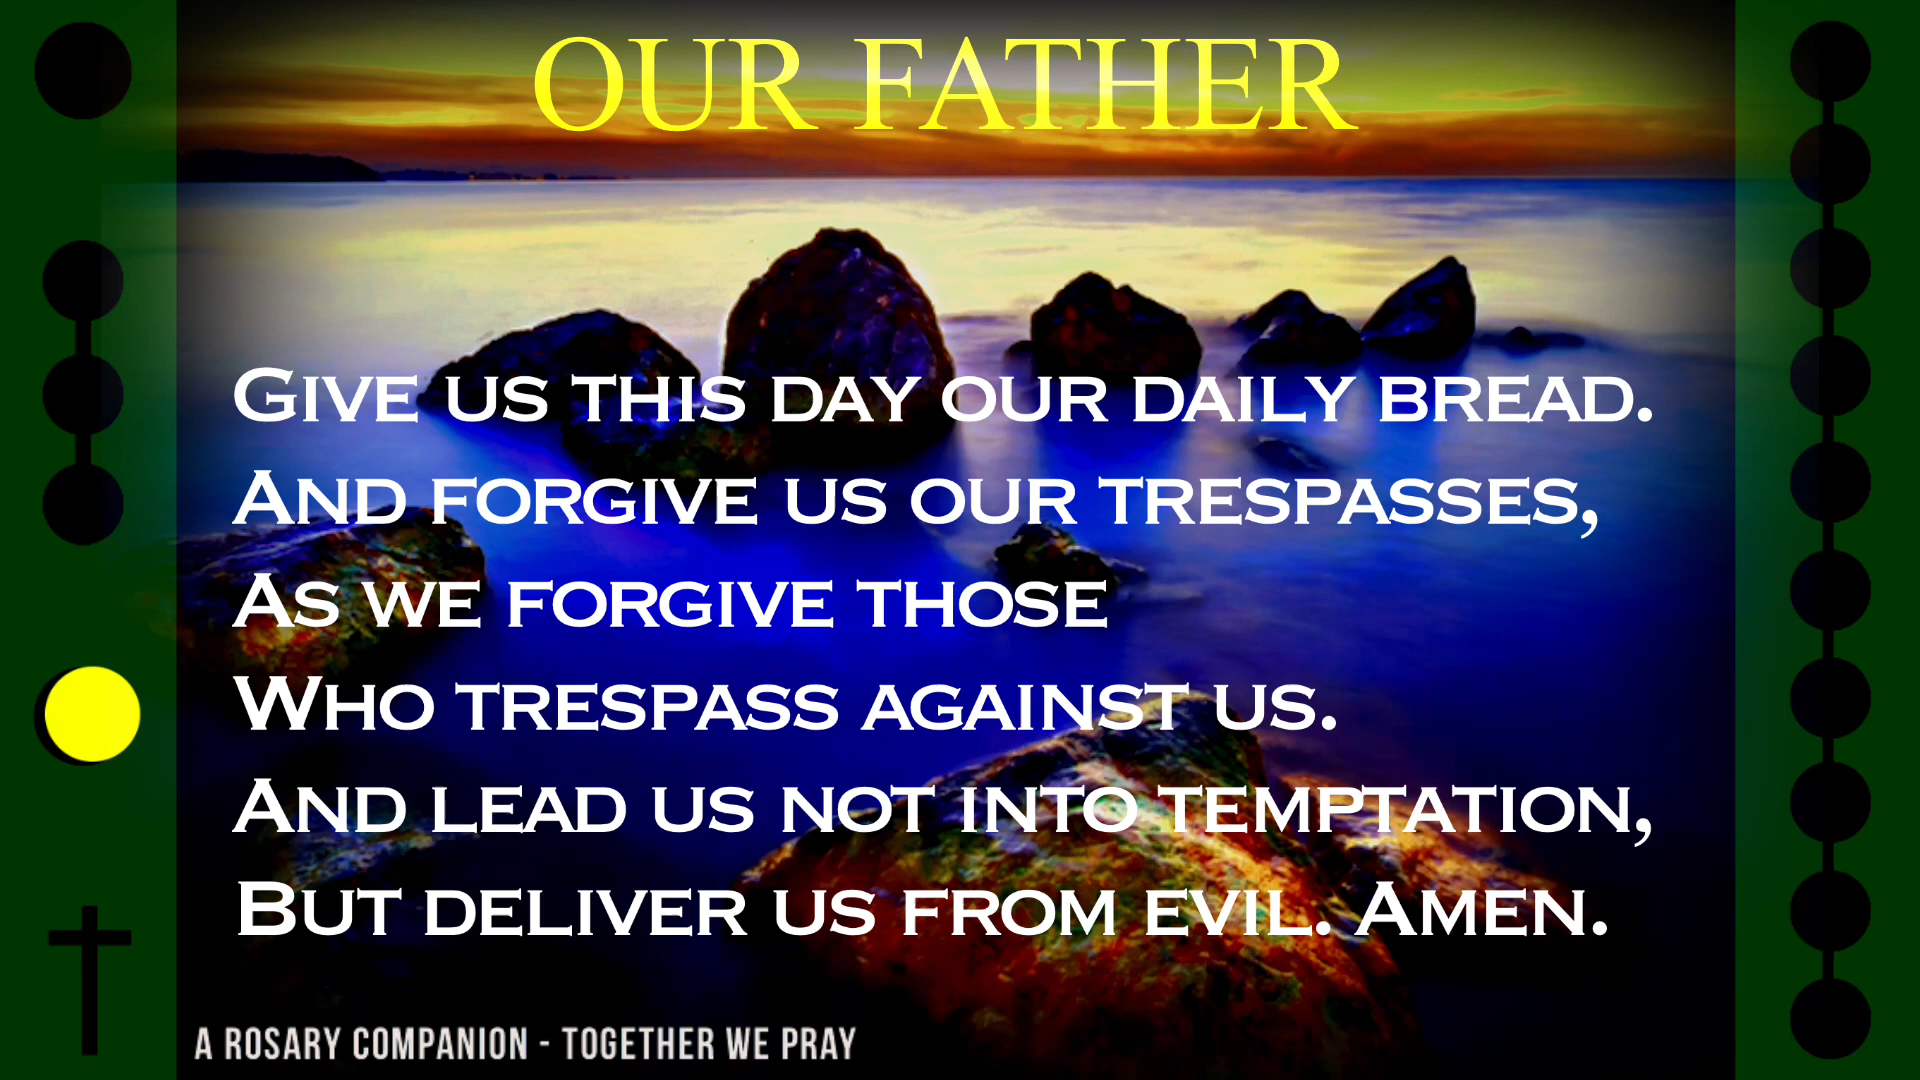 OUR FATHER
Give us this day our daily bread.
And forgive us our trespasses,
As we forgive those
Who trespass against us.
And lead us not into temptation,
But deliver us from evil. Amen.
A ROSARY COMPANION - TOGETHER WE PRAY